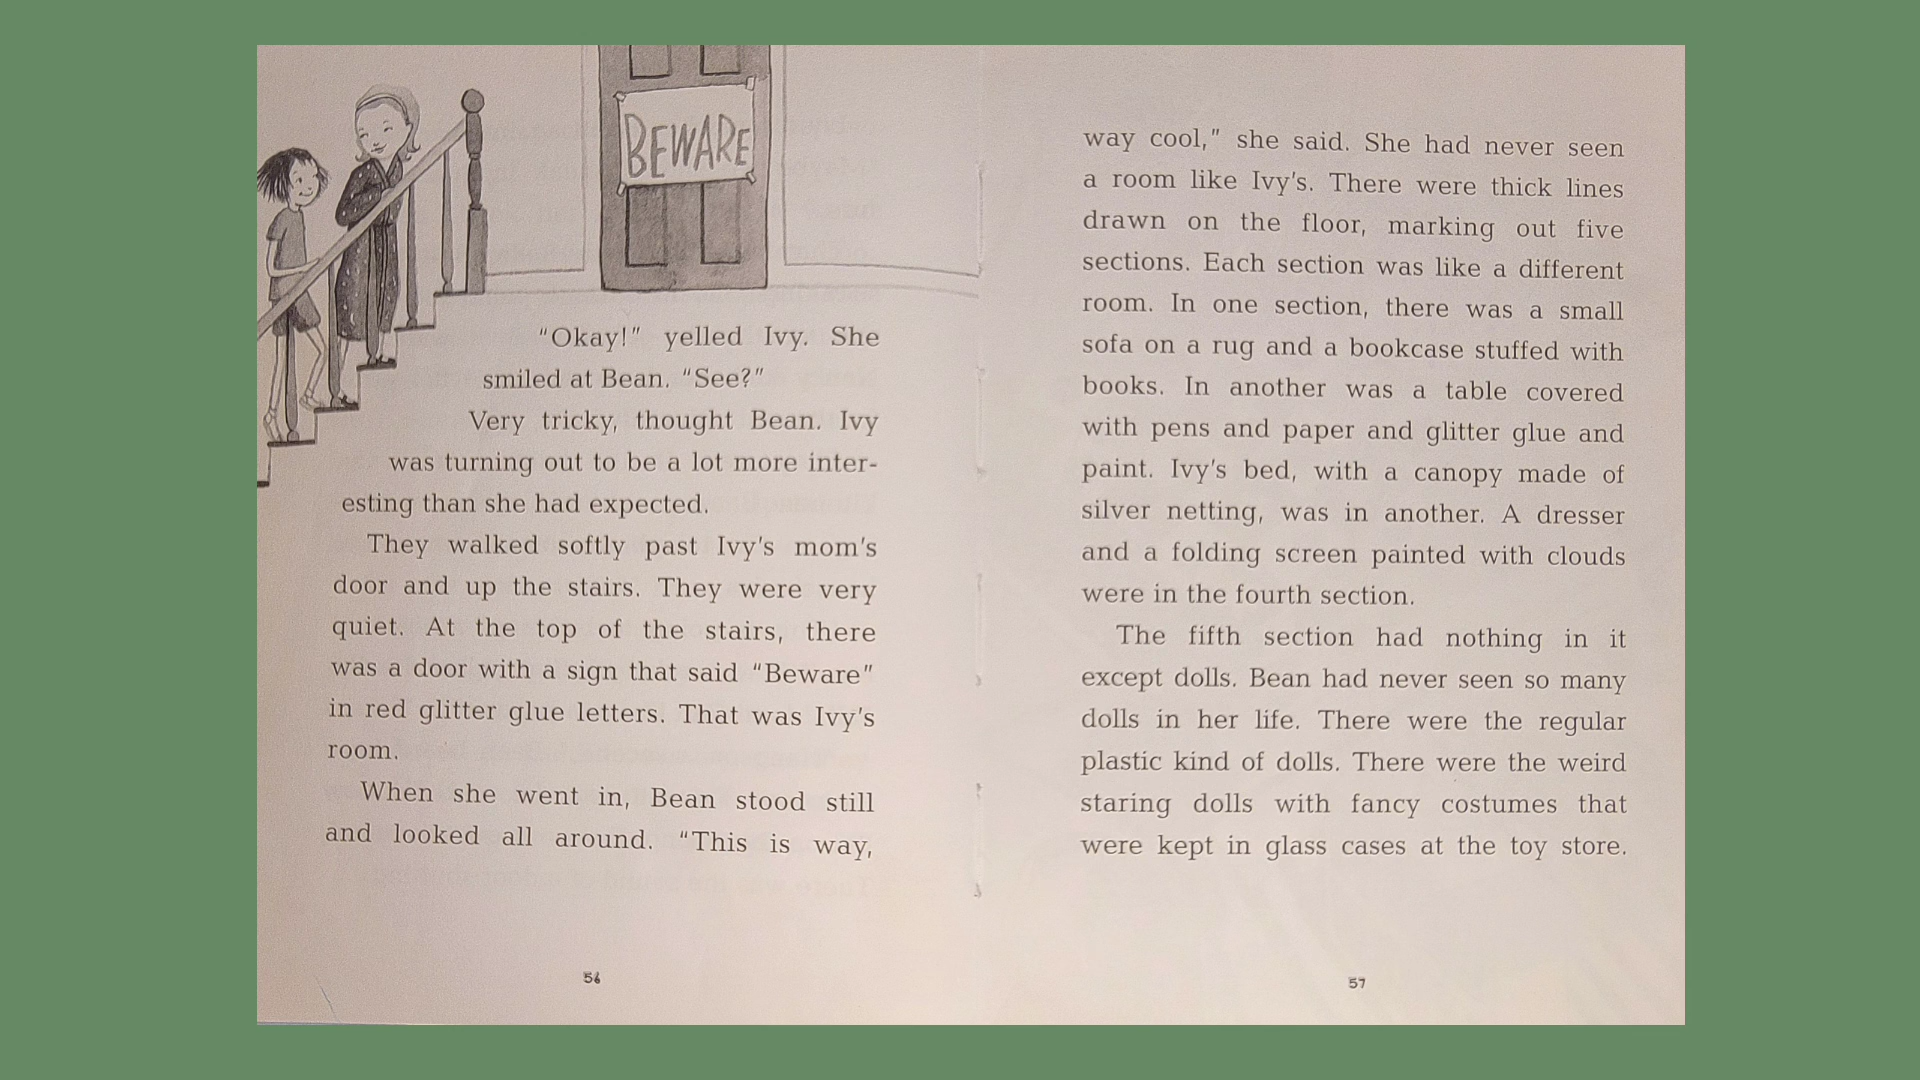 BEWARE
“Okay!” yelled Ivy. She
smiled at Bean. “See?”
Very tricky, thought Bean. Ivy
was turning out to be a lot more inter-
esting than she had expected.
They walked softly past Ivy’s mom’s
door and up the stairs. They were very
quiet. At the top of the stairs, there
was a door with a sign that said “Beware”
in red glitter glue letters. That was Ivy’s
room.
When she went in, Bean stood still
and looked all around. “This is way,
56
way cool,” she said. She had never seen
a room like Ivy’s. There were thick lines
drawn on the floor, marking out five
sections. Each section was like a different
room. In one section, there was a small
sofa on a rug and a bookcase stuffed with
books. In another was a table covered
with pens and paper and glitter glue and
paint. Ivy’s bed, with a canopy made of
silver netting, was in another. A dresser
and a folding screen painted with clouds
were in the fourth section.
The fifth section had nothing in it
except dolls. Bean had never seen so many
dolls in her life. There were the regular
plastic kind of dolls. There were the weird
staring dolls with fancy costumes that
were kept in glass cases at the toy store.
57